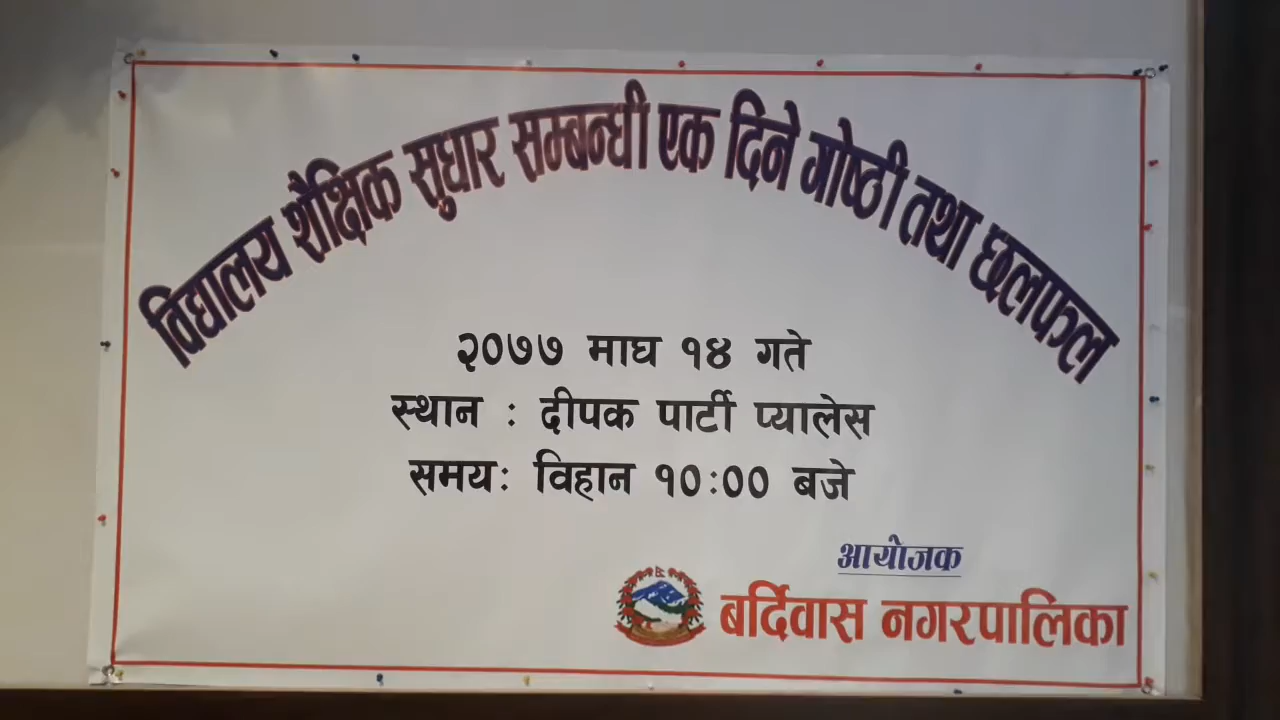 विद्यालय शैक्षिक सुधार सम्बन्धी एक दिने गोष्ठी तथा छलफल
२०७७ माघ १४ गते
स्थान : दीपक पार्टी प्यालेस
समय: विहान १०:०० बजे
आयोजक
बर्दिवास नगरपालिका